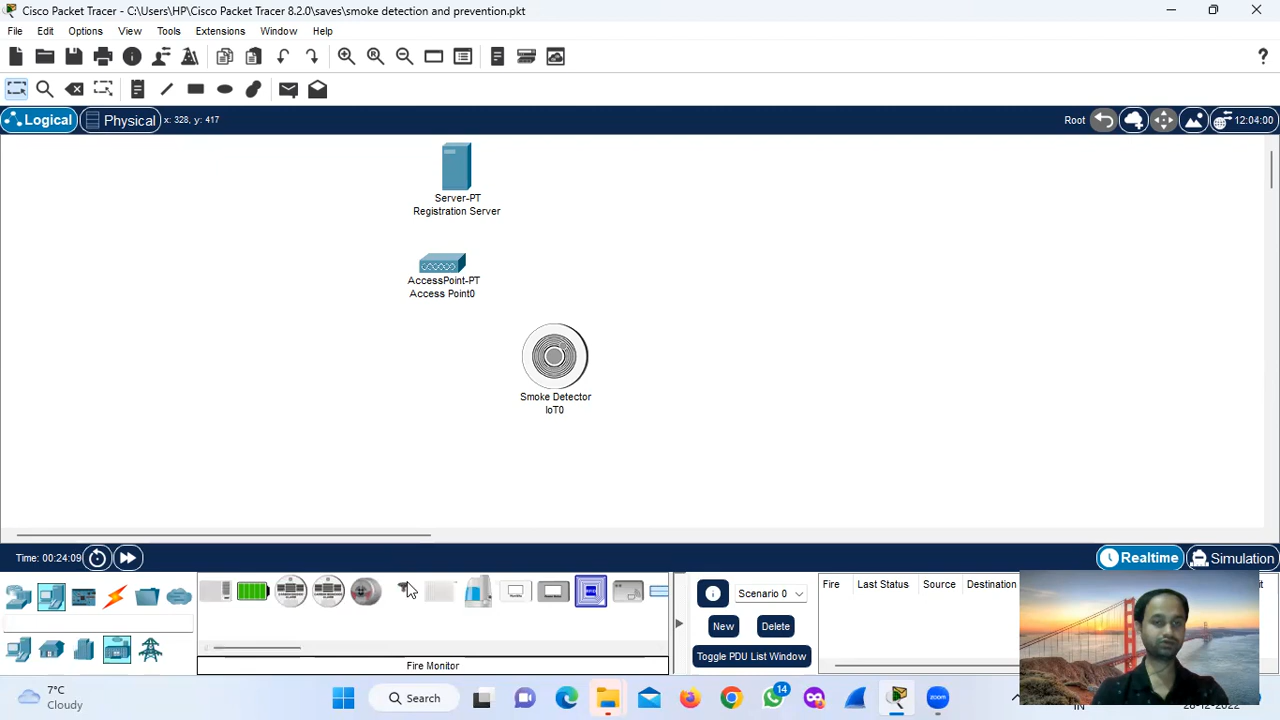 Cisco Packet Tracer - C:\Users\HP\Cisco Packet Tracer 8.2.0\saves\smoke detection and prevention.pkt
File Edit Options View Tools Extensions Window Help
Logical Physical x: 328, y: 417 Root 12:04:00
Server-PT
Registration Server
AccessPoint-PT
Access Point0
Smoke Detector
IoT0
Time: 00:24:09 Realtime Simulation
Fire Last Status Source Destination
Scenario 0
New Delete
Toggle PDU List Window
Fire Monitor
7°C
Cloudy
Search
14
zoom
IN